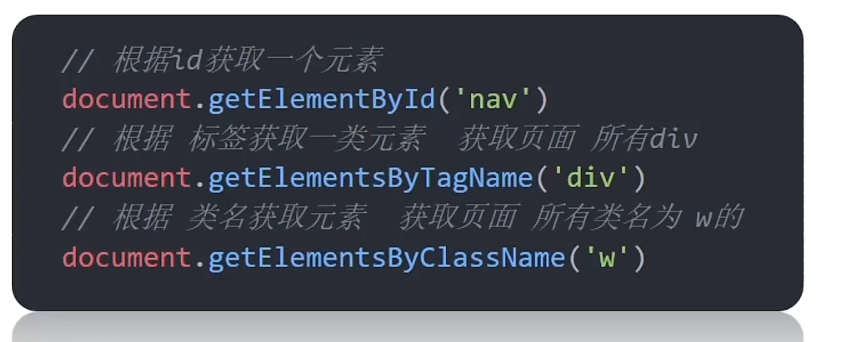 // 根据id获取一个元素
document.getElementById('nav')
// 根据 标签获取一类元素  获取页面 所有div
document.getElementsByTagName('div')
// 根据 类名获取元素  获取页面 所有类名为 w的
document.getElementsByClassName('w')